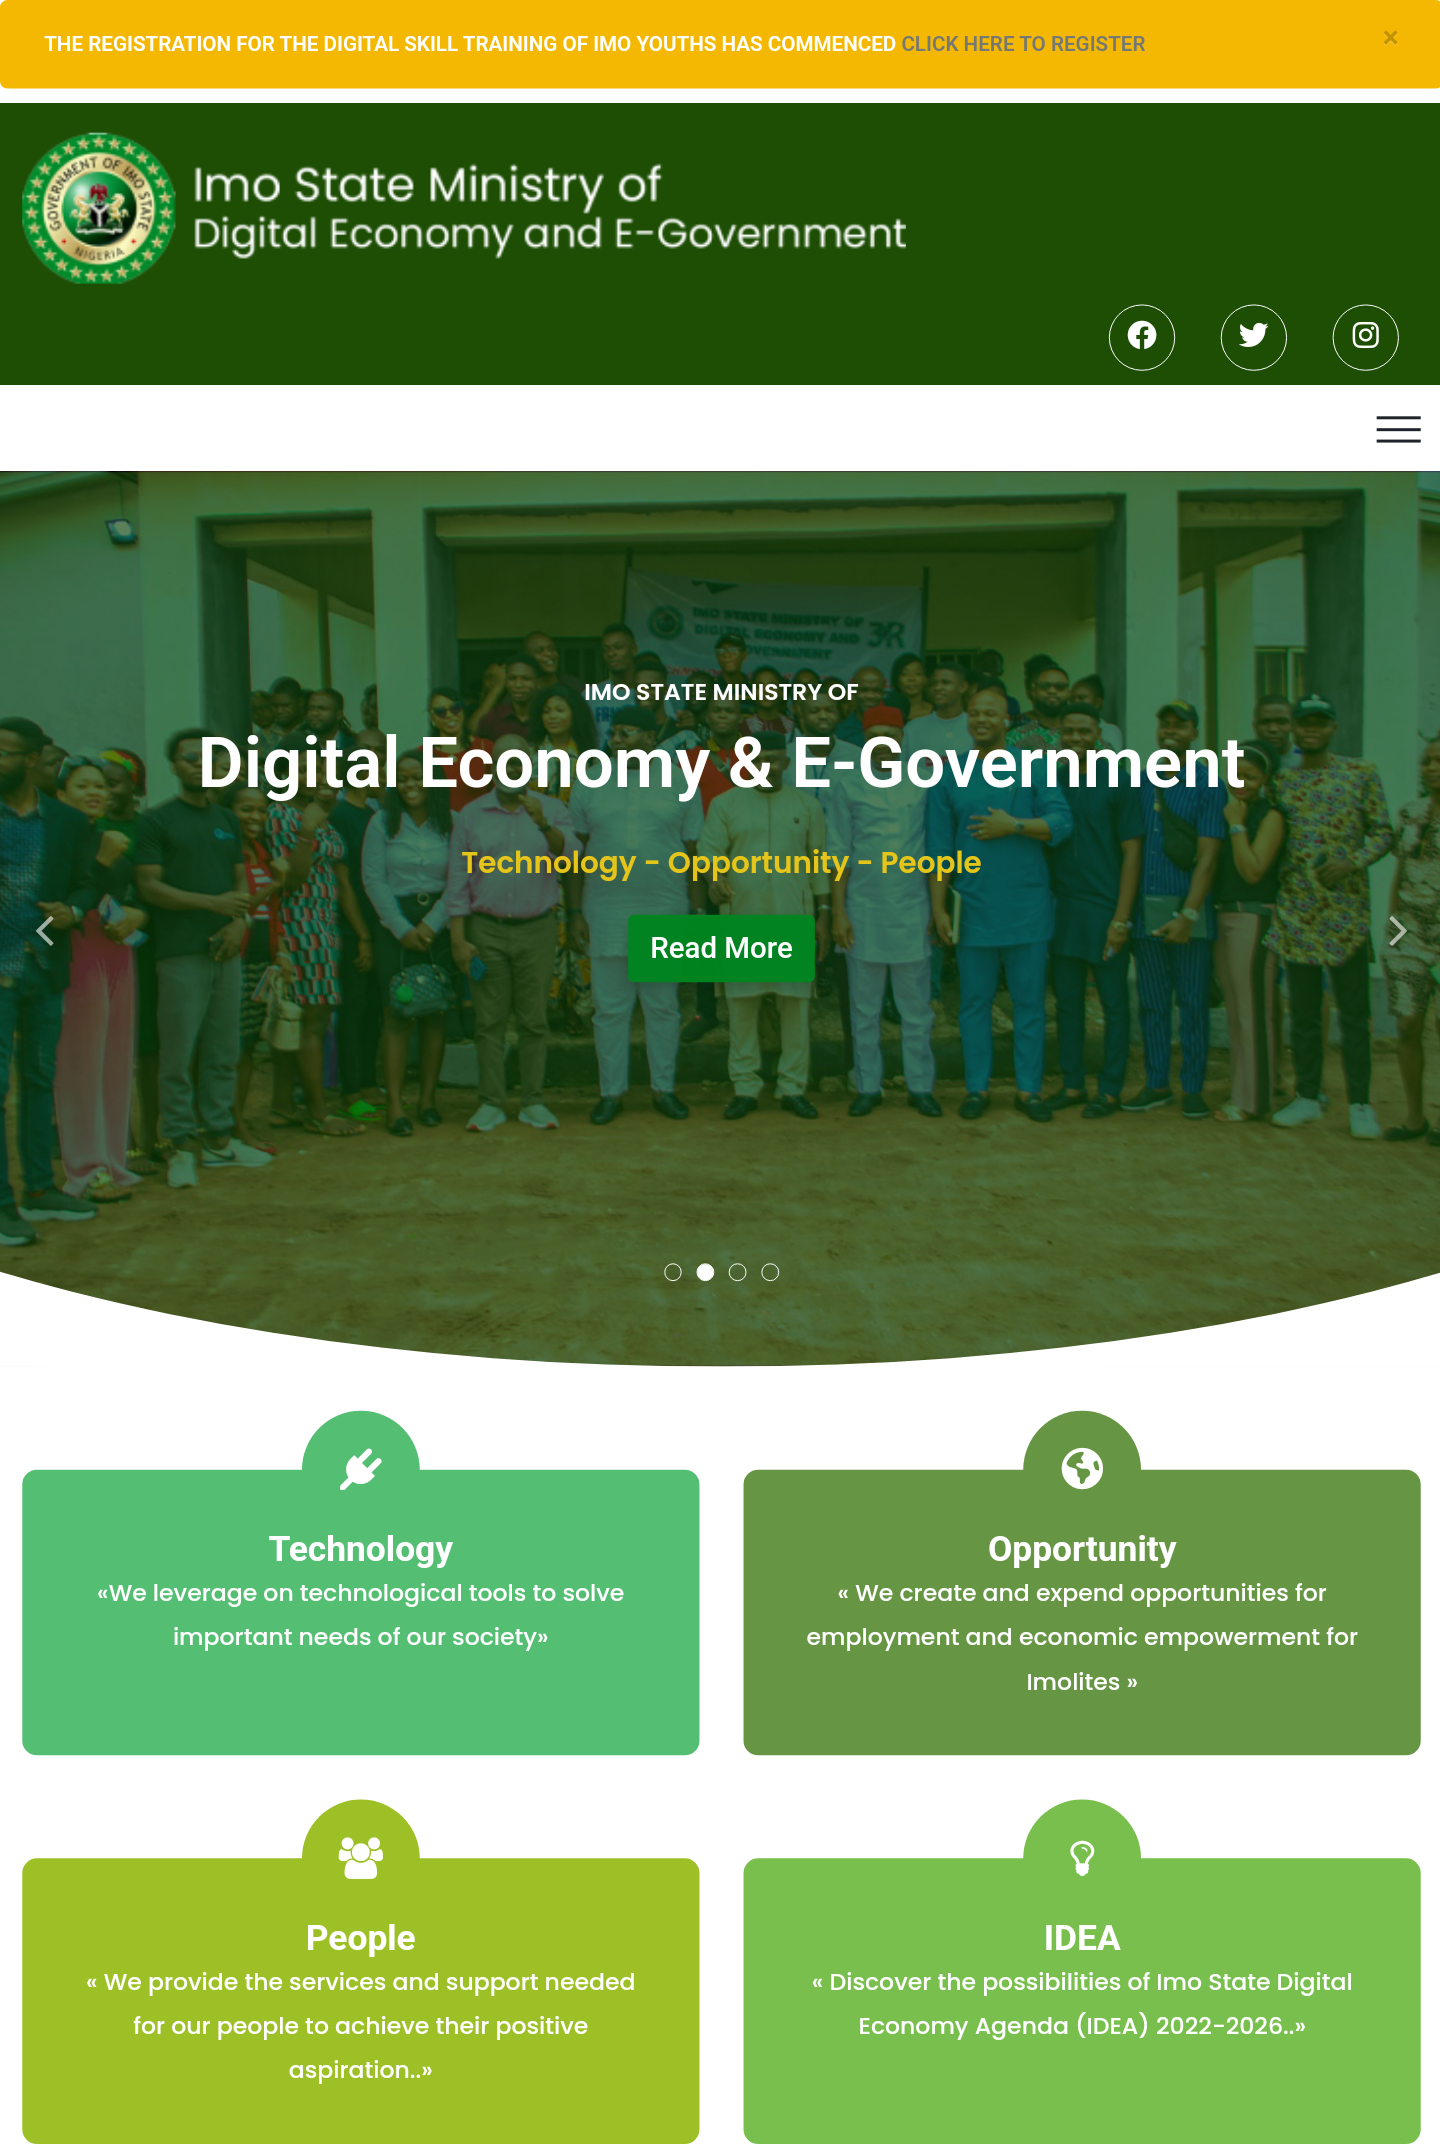 THE REGISTRATION FOR THE DIGITAL SKILL TRAINING OF IMO YOUTHS HAS COMMENCED CLICK HERE TO REGISTER
×
GOVERNMENT OF IMO STATE
NIGERIA
Imo State Ministry of
Digital Economy and E-Government
IMO STATE MINISTRY OF
DIGITAL ECONOMY AND
GOVERNMENT
3R
IMO STATE MINISTRY OF
Digital Economy & E-Government
Technology - Opportunity - People
Read More
Technology
«We leverage on technological tools to solve
important needs of our society»
Opportunity
« We create and expend opportunities for
employment and economic empowerment for
Imolites »
People
« We provide the services and support needed
for our people to achieve their positive
aspiration..»
IDEA
« Discover the possibilities of Imo State Digital
Economy Agenda (IDEA) 2022-2026..»